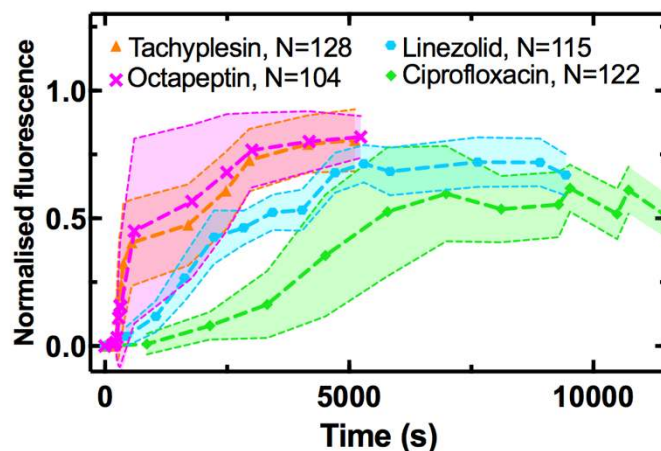 Tachyplesin, N=128 Linezolid, N=115
Octapeptin, N=104 Ciprofloxacin, N=122
Normalised fluorescence
1.0
0.5
0.0
0 5000 10000
Time (s)